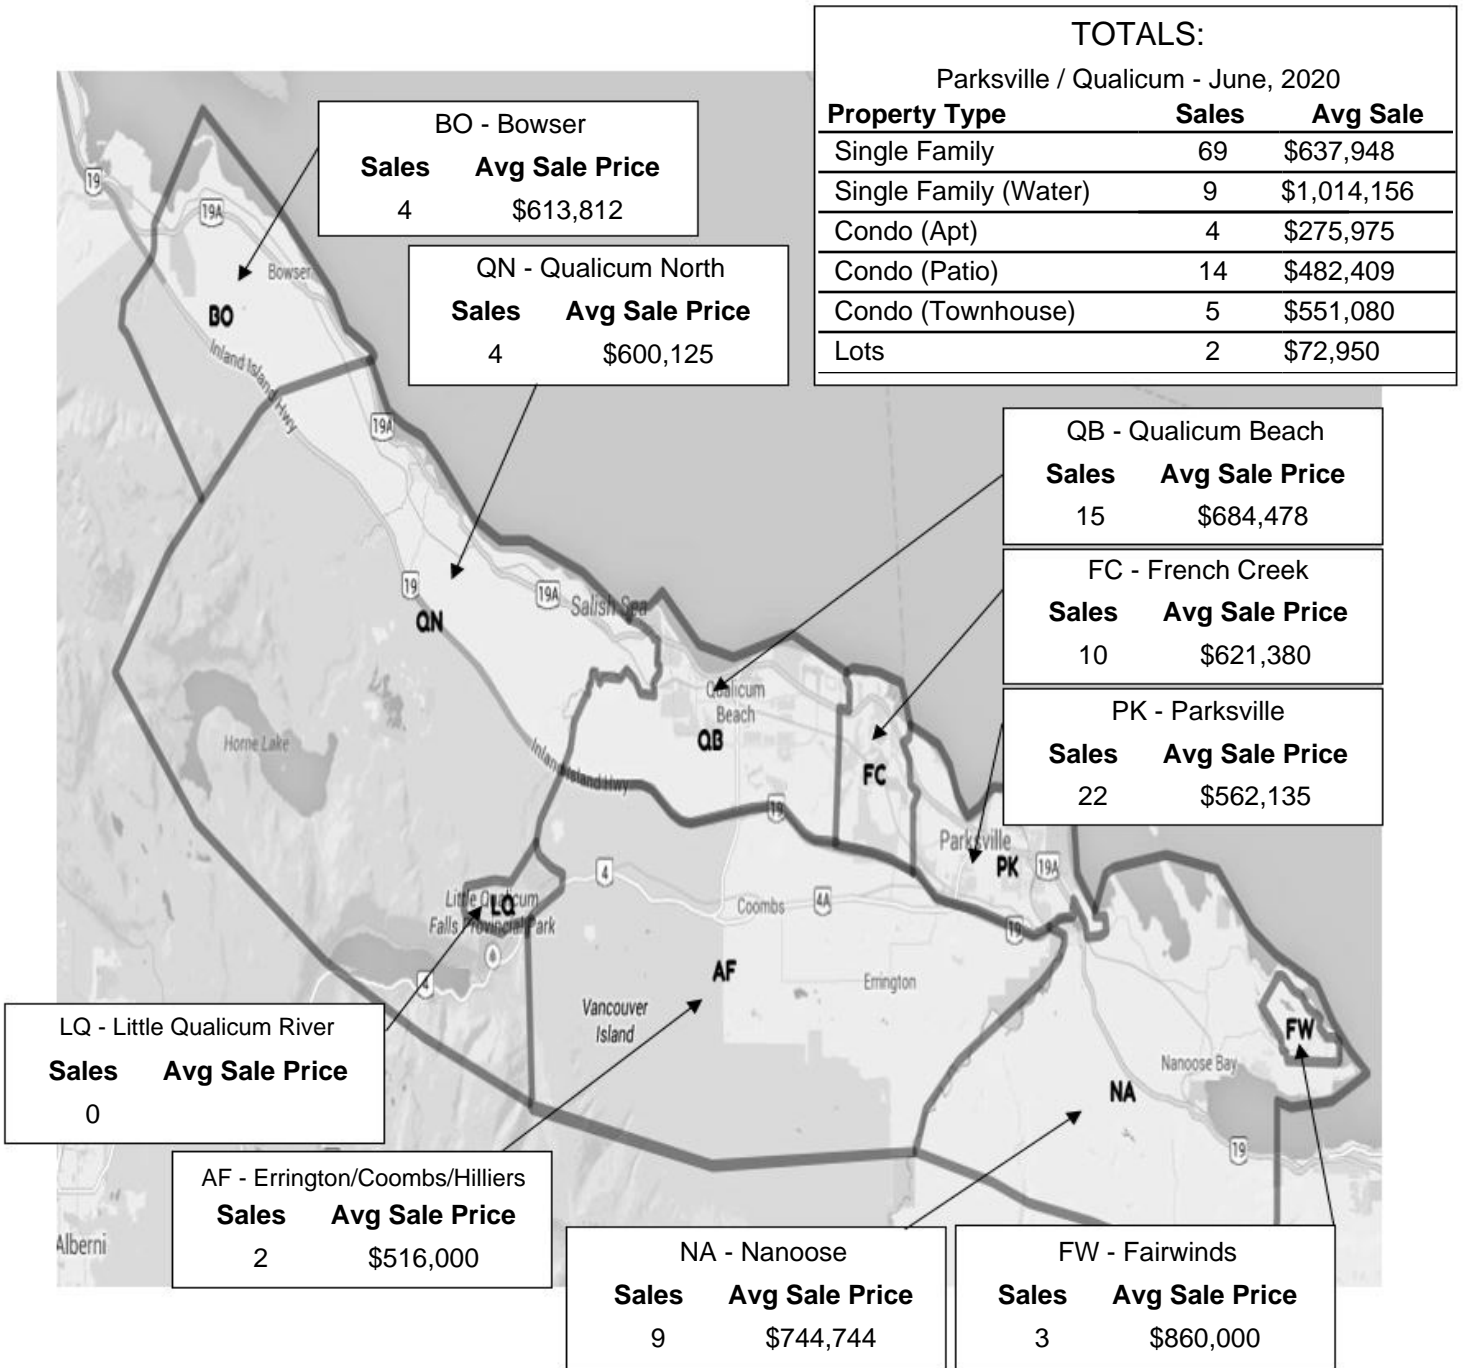 TOTALS:
Parksville / Qualicum - June, 2020
Property Type Sales Avg Sale
Single Family 69 $637,948
Single Family (Water) 9 $1,014,156
Condo (Apt) 4 $275,975
Condo (Patio) 14 $482,409
Condo (Townhouse) 5 $551,080
Lots 2 $72,950
BO - Bowser
Sales Avg Sale Price
4 $613,812
QN - Qualicum North
Sales Avg Sale Price
4 $600,125
QB - Qualicum Beach
Sales Avg Sale Price
15 $684,478
FC - French Creek
Sales Avg Sale Price
10 $621,380
PK - Parksville
Sales Avg Sale Price
22 $562,135
LQ - Little Qualicum River
Sales Avg Sale Price
0
AF - Errington/Coombs/Hilliers
Sales Avg Sale Price
2 $516,000
NA - Nanoose
Sales Avg Sale Price
9 $744,744
FW - Fairwinds
Sales Avg Sale Price
3 $860,000
19
19A
Bowser
BO
Inland Island Hwy
19A
19
19A
Salish Sea
QN
Qualicum
Beach
QB
Horne Lake
Inland Island Hwy
FC
19
Parksville
PK
19A
4
Little Qualicum
LQ
Falls Provincial Park
Coombs
4A
19
4
AF
Errington
Vancouver
Island
FW
Nanoose Bay
NA
19
Alberni